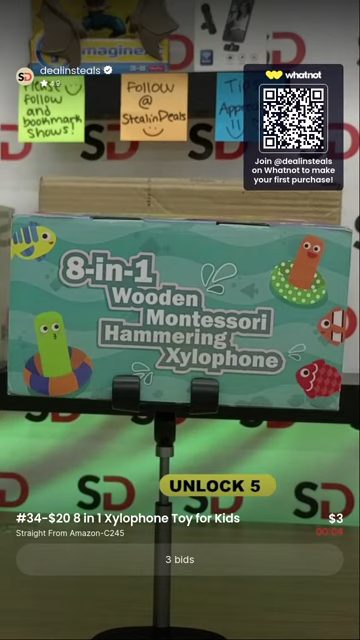 imagine
dealinsteals
whatnot
Please
follow
and
bookmark
shows!
Follow
@
StealinDeals
Join @dealinsteals
on Whatnot to make
your first purchase!
SD
8-in-1
Wooden
Montessori
Hammering
Xylophone
UNLOCK 5
#34-$20 8 in 1 Xylophone Toy for Kids
$3
Straight From Amazon-C245
00:04
3 bids